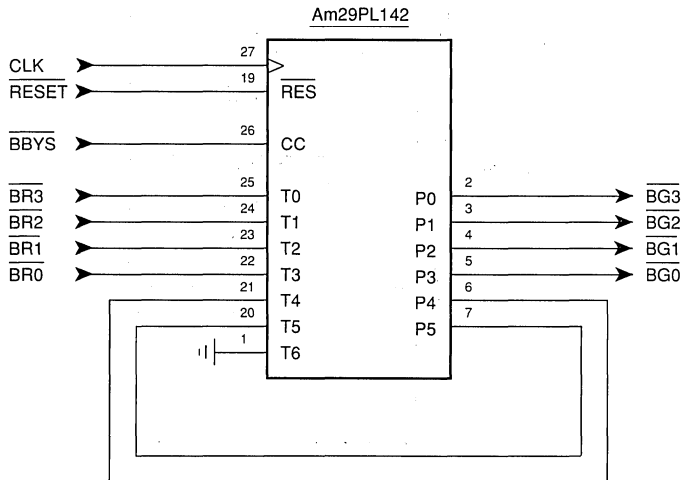 Am29PL142
CLK 27
RESET 19 RES
BBYS 26 CC
BR3 25 T0 P0 2 BG3
BR2 24 T1 P1 3 BG2
BR1 23 T2 P2 4 BG1
BR0 22 T3 P3 5 BG0
21 T4 P4 6
20 T5 P5 7
1 T6